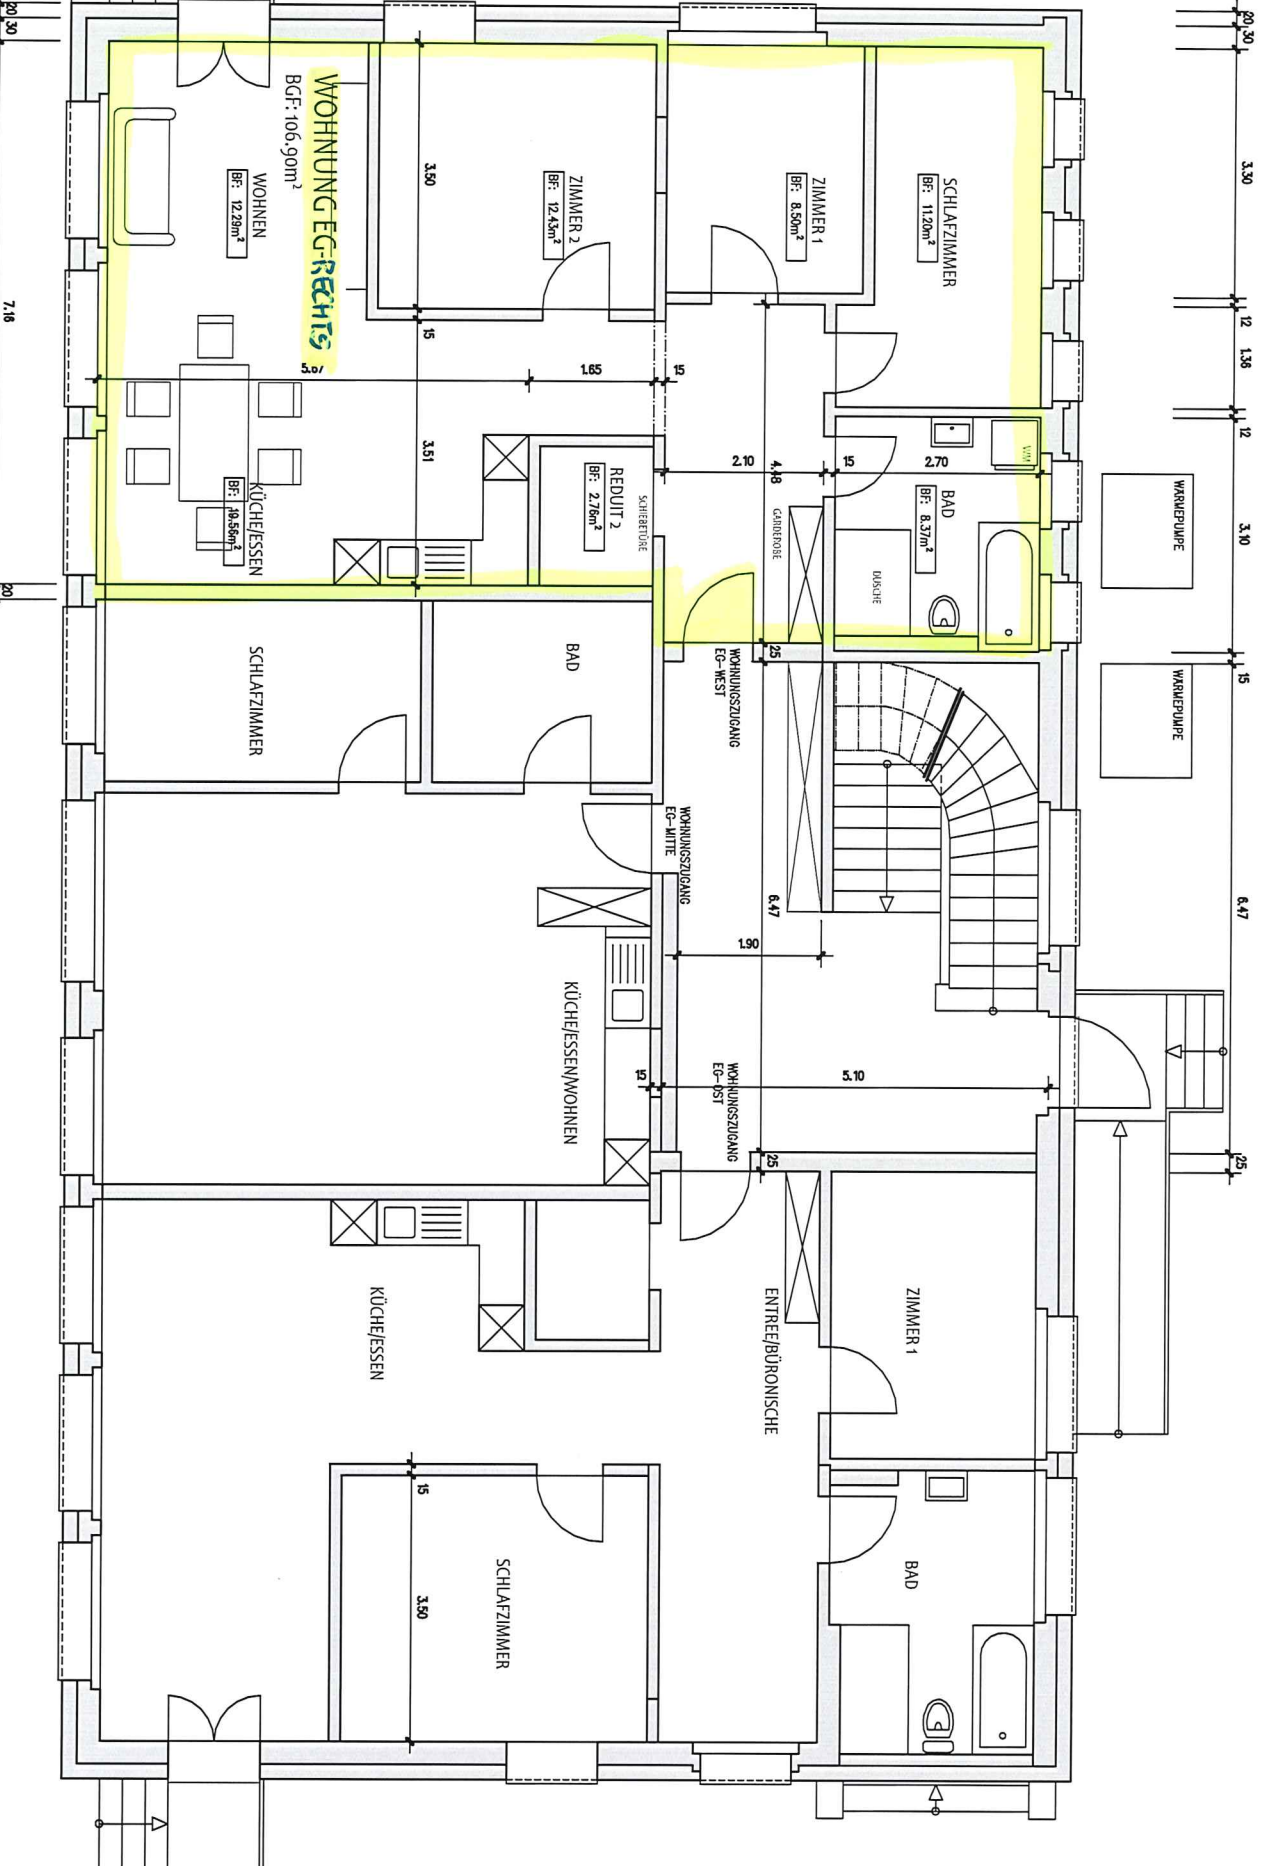 20 30
3.30
12
1.36
12
3.10
15
6.47
25
WÄRMEPUMPE
WÄRMEPUMPE
SCHLAFZIMMER
BF: 11.20m²
ZIMMER 1
BF: 8.50m²
ZIMMER 2
BF: 12.43m²
WOHNUNG EG-RECHTS
BGF: 106.90m²
WOHNEN
BF: 12.29m²
3.50
15
3.51
5.67
1.65
15
2.10
15
2.70
4.48
WM
BAD
BF: 8.37m²
DUSCHE
GARDEROBE
SCHIEBETÜRE
REDUIT 2
BF: 2.76m²
KÜCHE/ESSEN
BF: 19.56m²
25
WOHNUNGSZUGANG
EG-WEST
BAD
SCHLAFZIMMER
WOHNUNGSZUGANG
EG-MITTE
6.47
1.90
KÜCHE/ESSEN/WOHNEN
15
5.10
WOHNUNGSZUGANG
EG-OST
25
ZIMMER 1
ENTREE/BÜRONISCHE
KÜCHE/ESSEN
15
3.50
BAD
SCHLAFZIMMER
20 30
7.16
20